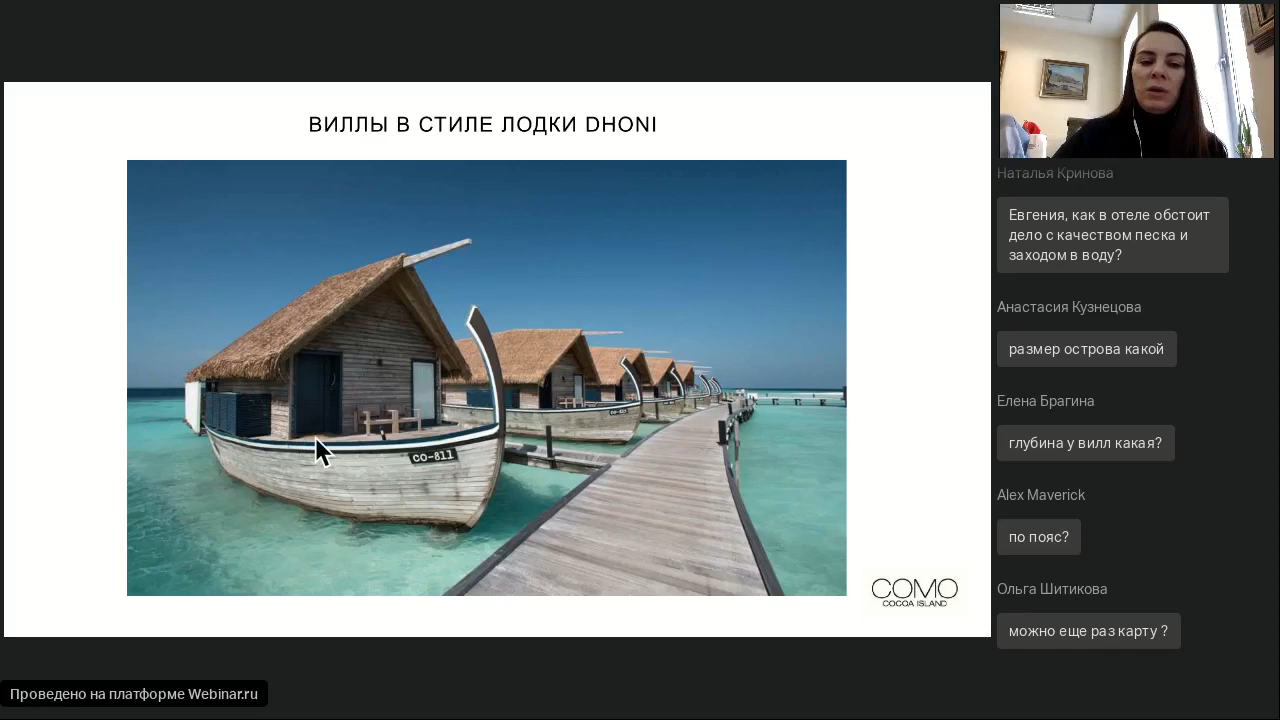 ВИЛЛЫ В СТИЛЕ ЛОДКИ DHONI
CO-811
COMO
COCOA ISLAND
Наталья Кринова
Евгения, как в отеле обстоит
дело с качеством песка и
заходом в воду?
Анастасия Кузнецова
размер острова какой
Елена Брагина
глубина у вилл какая?
Alex Maverick
по пояс?
Ольга Шитикова
можно еще раз карту ?
Проведено на платформе Webinar.ru